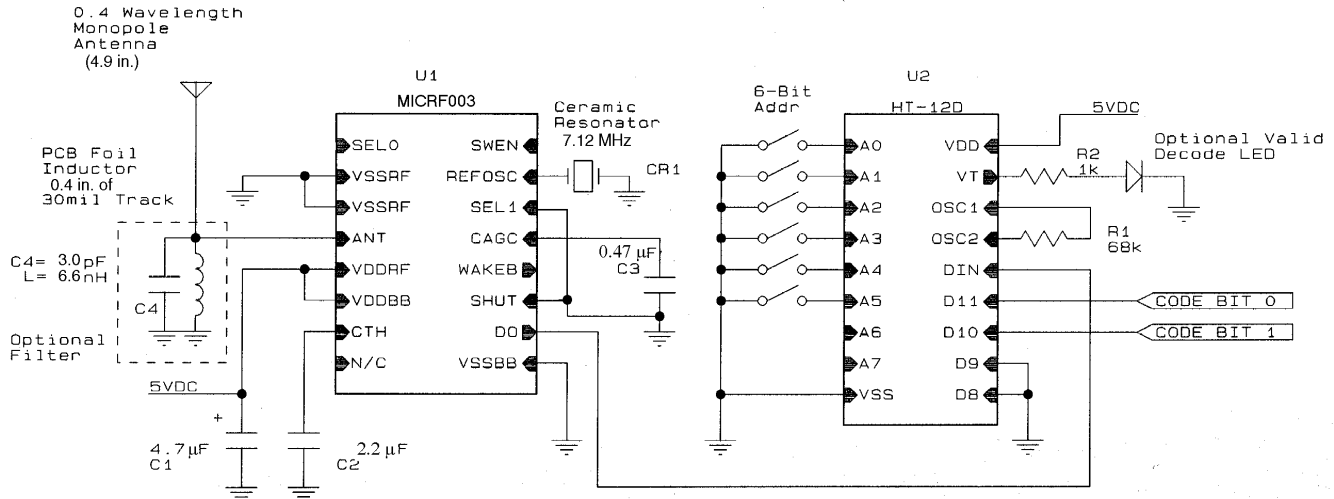 0.4 Wavelength
Monopole
Antenna
(4.9 in.)
PCB Foil
Inductor
0.4 in. of
30mil Track
C4= 3.0pF
L= 6.6nH
C4
Optional
Filter
5VDC
+
4.7μF
C1
2.2 μF
C2
U1
MICRF003
SEL0
VSSRF
VSSRF
ANT
VDDRF
VDDBB
CTH
N/C
SWEN
REFOSC
SEL1
CAGC
WAKEB
SHUT
DO
VSSBB
Ceramic
Resonator
7.12 MHz
CR1
0.47 μF
C3
6-Bit
Addr
U2
HT-12D
A0
A1
A2
A3
A4
A5
A6
A7
VSS
VDD
VT
OSC1
OSC2
DIN
D11
D10
D9
D8
5VDC
Optional Valid
Decode LED
R2
1k
R1
68k
CODE BIT 0
CODE BIT 1